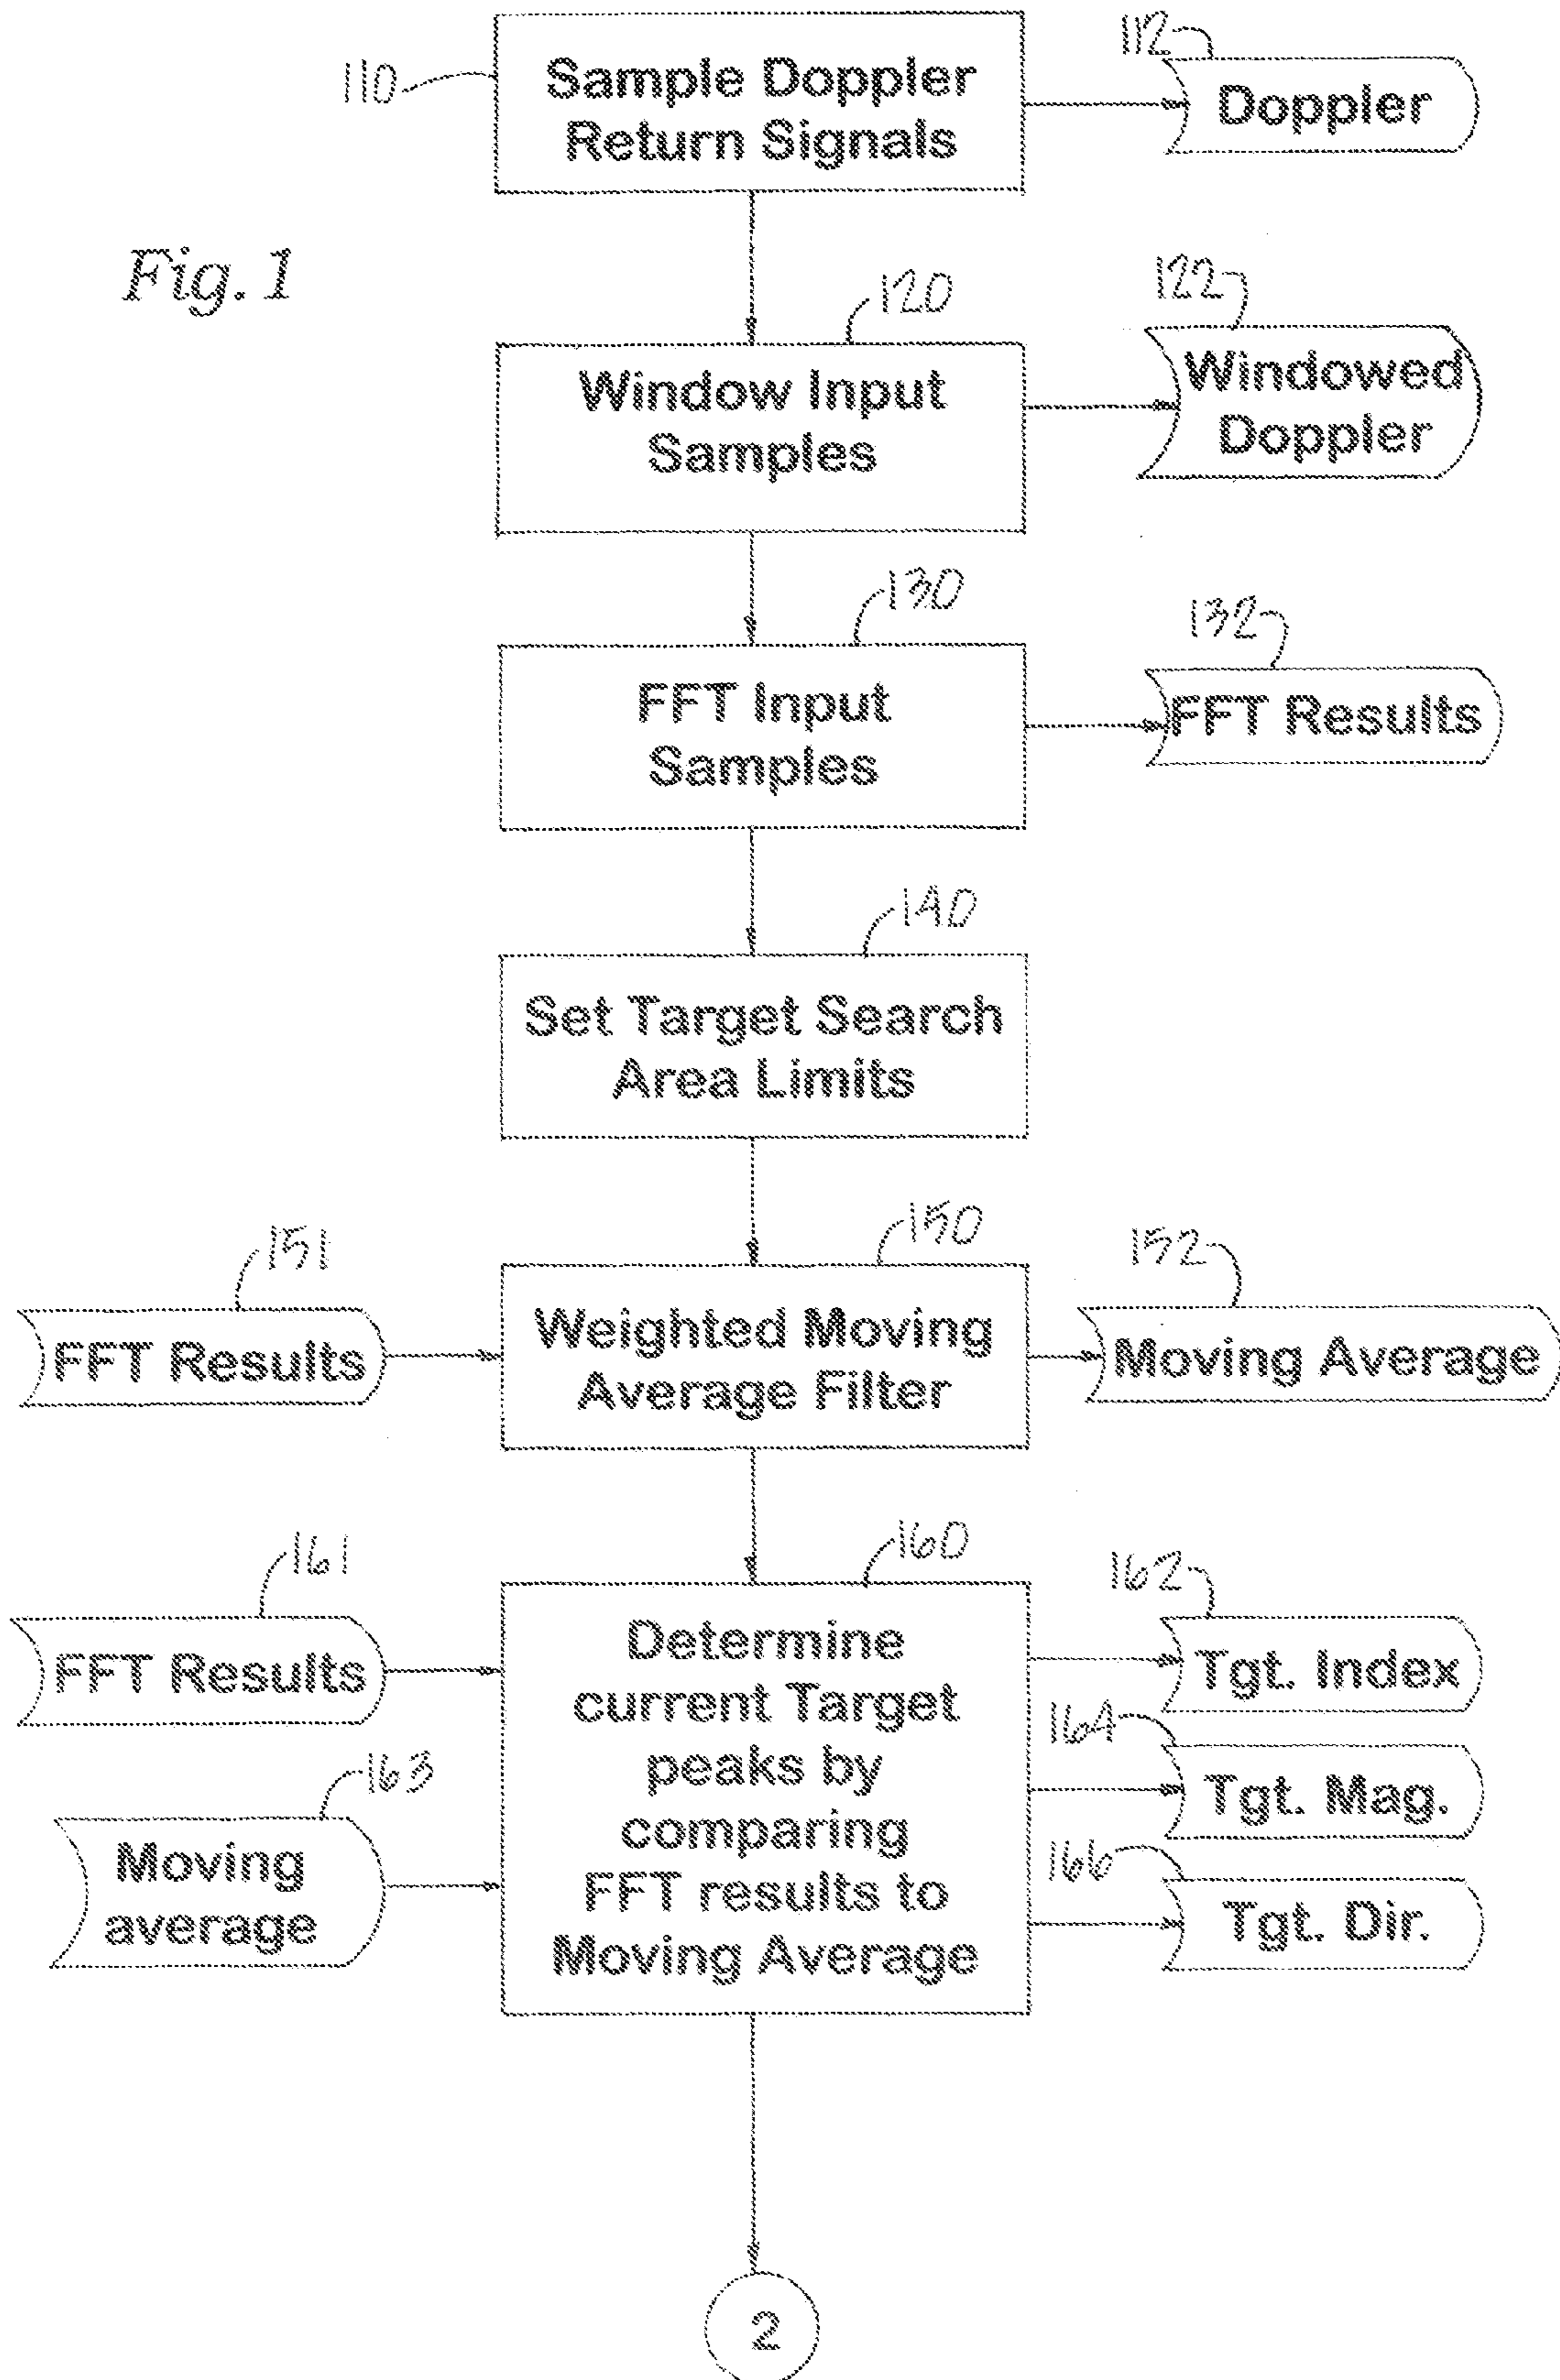 110
Sample Doppler
Return Signals
112
Doppler
Fig. 1
120
Window Input
Samples
122
Windowed
Doppler
130
FFT Input
Samples
132
FFT Results
140
Set Target Search
Area Limits
151
FFT Results
150
Weighted Moving
Average Filter
152
Moving Average
161
FFT Results
163
Moving
average
160
Determine
current Target
peaks by
comparing
FFT results to
Moving Average
162
Tgt. Index
164
Tgt. Mag.
166
Tgt. Dir.
2